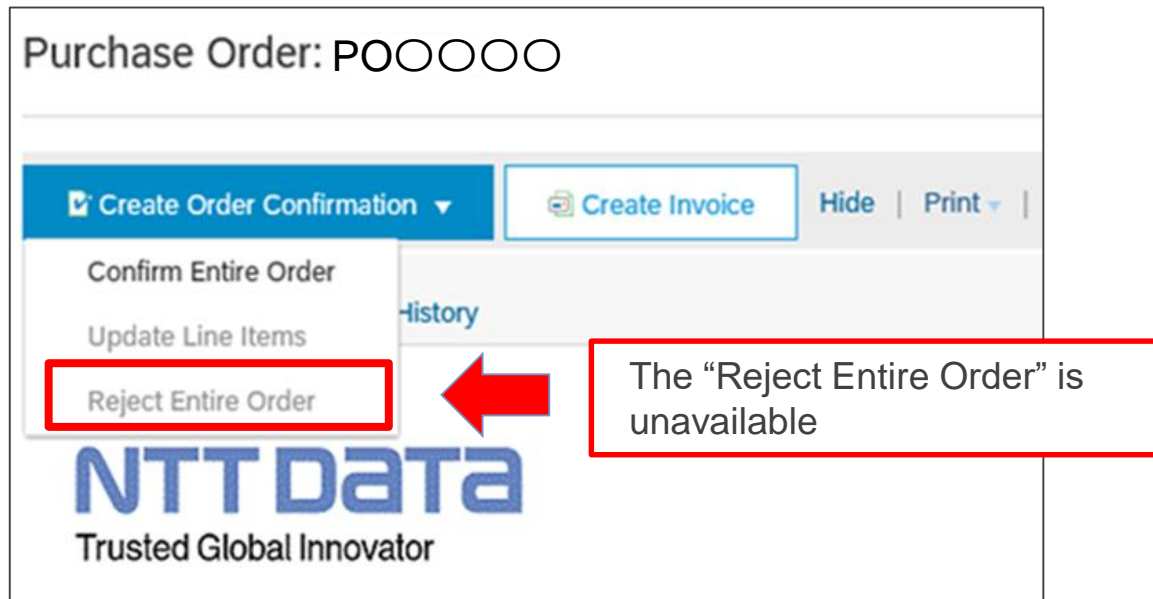 Purchase Order: PO○○○○
Create Order Confirmation ▼
Create Invoice
Hide | Print ▼ |
Confirm Entire Order
History
Update Line Items
Reject Entire Order
The “Reject Entire Order” is
unavailable
NTT DATA
Trusted Global Innovator